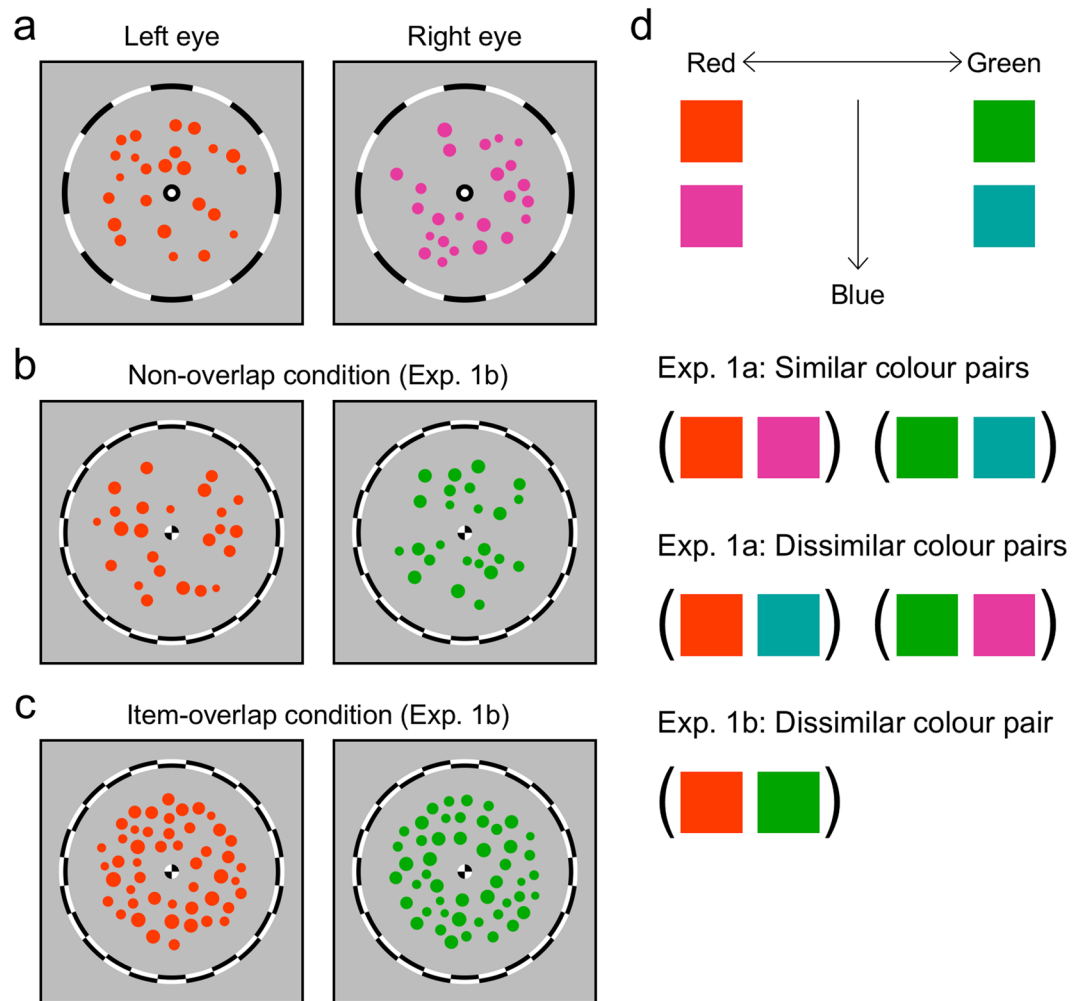 a
Left eye
Right eye
b
Non-overlap condition (Exp. 1b)
c
Item-overlap condition (Exp. 1b)
d
Red
Green
Blue
Exp. 1a: Similar colour pairs
( ) ( )
Exp. 1a: Dissimilar colour pairs
( ) ( )
Exp. 1b: Dissimilar colour pair
( )